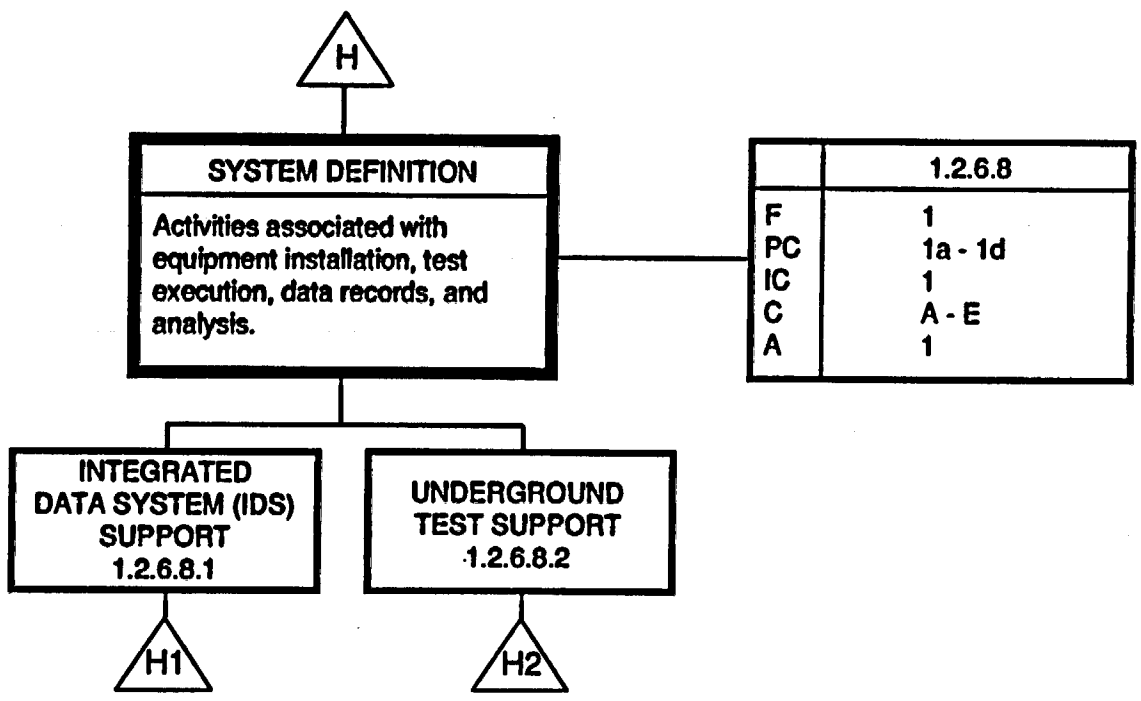 H
SYSTEM DEFINITION
Activities associated with
equipment installation, test
execution, data records, and
analysis.
1.2.6.8
F 1
PC 1a - 1d
IC 1
C A - E
A 1
INTEGRATED
DATA SYSTEM (IDS)
SUPPORT
1.2.6.8.1
UNDERGROUND
TEST SUPPORT
1.2.6.8.2
H1
H2